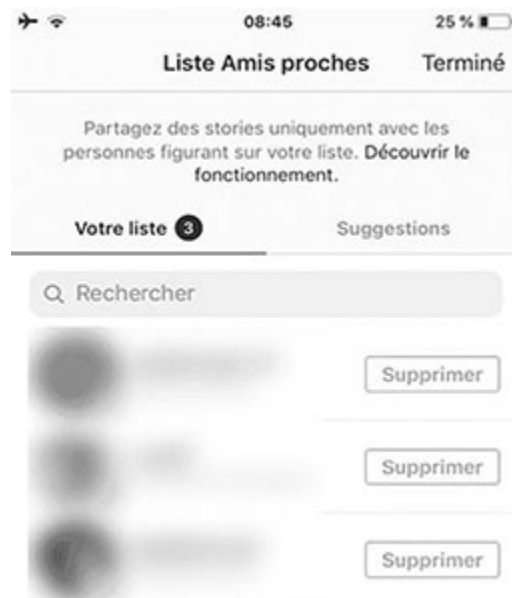 08:45 25 %
Liste Amis proches Terminé
Partagez des stories uniquement avec les
personnes figurant sur votre liste. Découvrir le
fonctionnement.
Votre liste 3 Suggestions
Rechercher
Supprimer
Supprimer
Supprimer